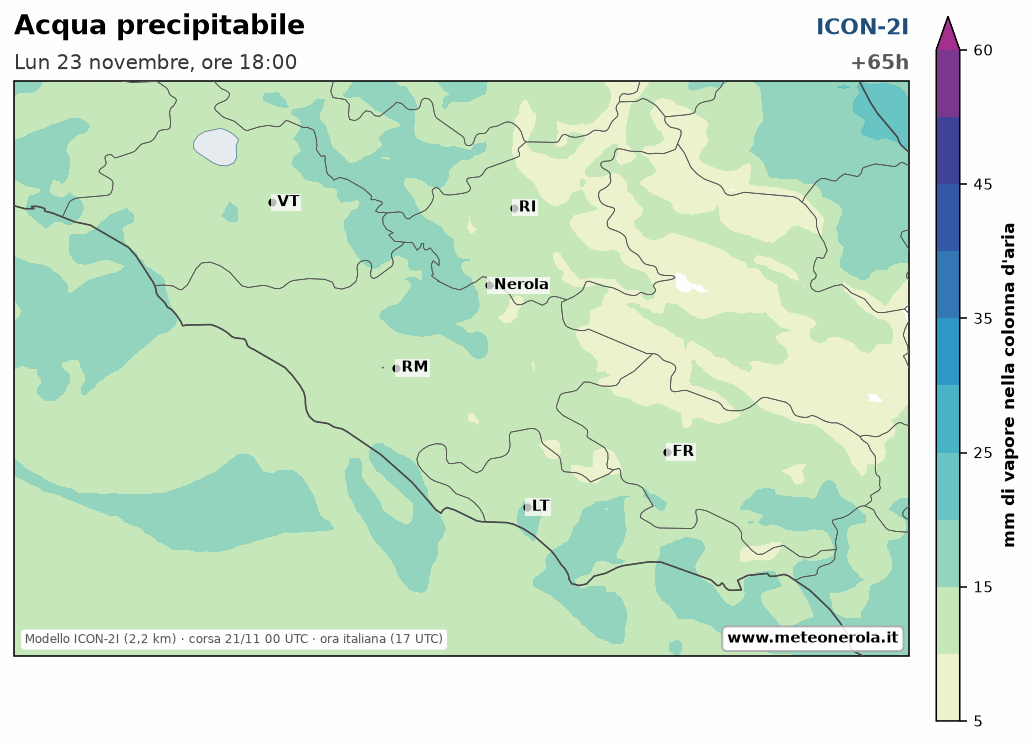 Acqua precipitabile
ICON-2I
Lun 23 novembre, ore 18:00
+65h
60
45
35
25
15
5
mm di vapore nella colonna d'aria
VT
RI
Nerola
RM
FR
LT
Modello ICON-2I (2,2 km) · corsa 21/11 00 UTC · ora italiana (17 UTC)
www.meteonerola.it